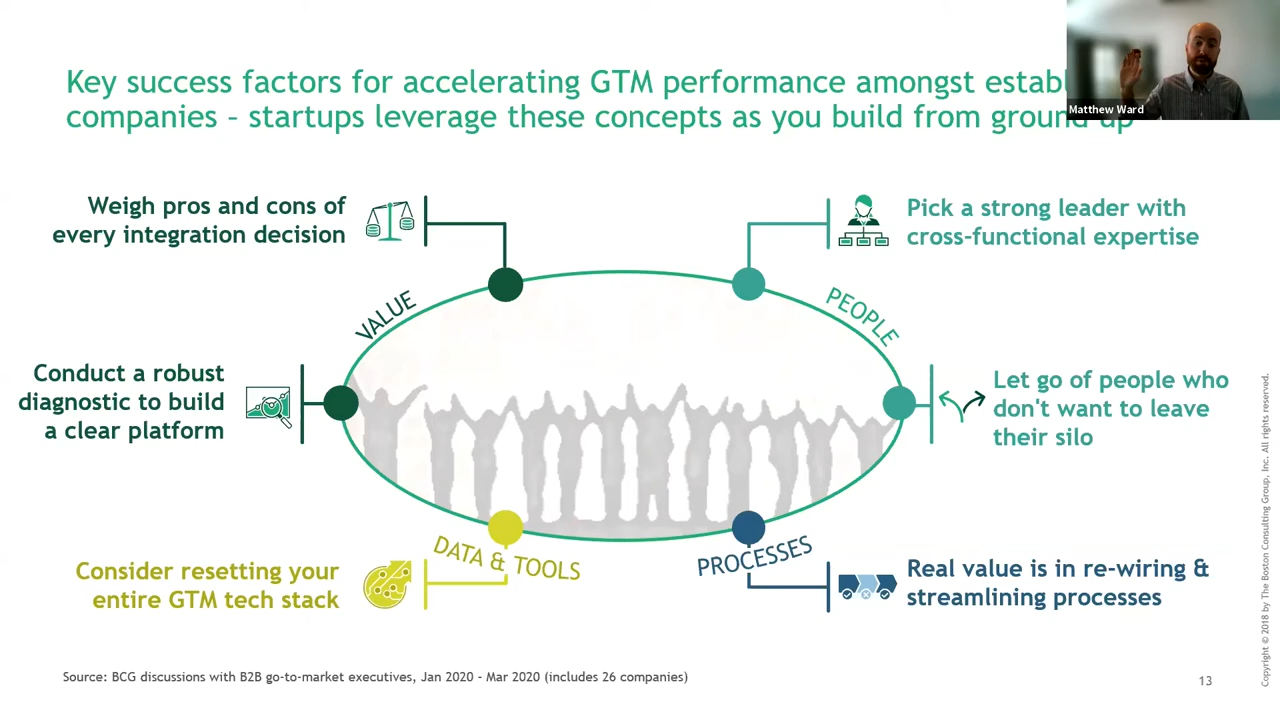 Key success factors for accelerating GTM performance amongst
companies – startups leverage these concepts as you build from ground up
Matthew Ward
Weigh pros and cons of
every integration decision
Pick a strong leader with
cross-functional expertise
VALUE
PEOPLE
Conduct a robust
diagnostic to build
a clear platform
Let go of people who
don't want to leave
their silo
DATA & TOOLS
PROCESSES
Consider resetting your
entire GTM tech stack
Real value is in re-wiring &
streamlining processes
Source: BCG discussions with B2B go-to-market executives, Jan 2020 - Mar 2020 (includes 26 companies)
13
Copyright © 2018 by The Boston Consulting Group, Inc. All rights reserved.